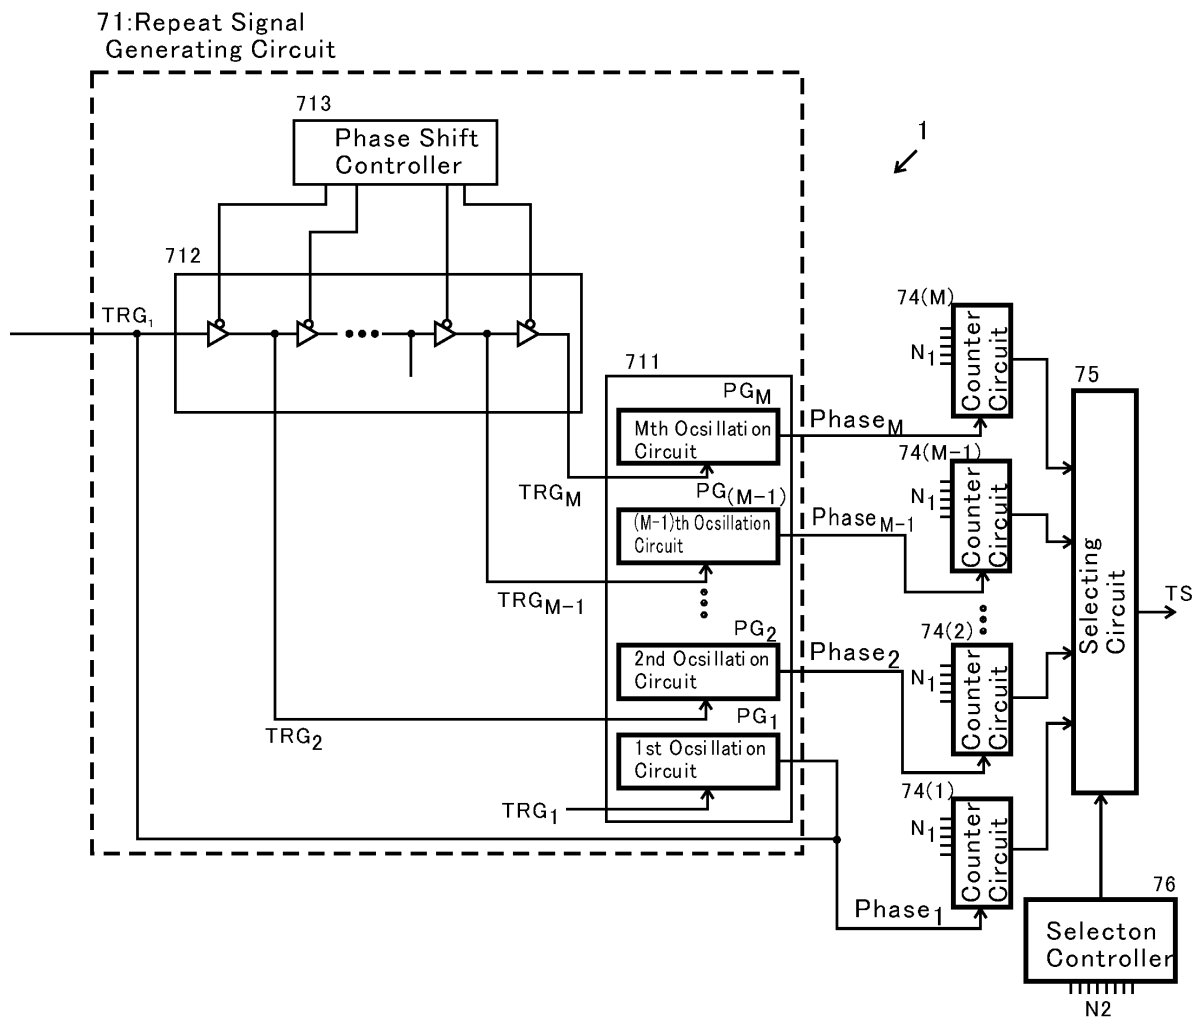 71:Repeat Signal
Generating Circuit
713
Phase Shift
Controller
1
712
TRG1
74(M)
N1
Counter
Circuit
711
PGM
75
Mth Ocsillation
Circuit
PhaseM
TRGM
74(M-1)
N1
Counter
Circuit
PG(M-1)
(M-1)th Ocsillation
Circuit
PhaseM-1
TRGM-1
Selecting
Circuit
TS
PG2
2nd Ocsillation
Circuit
Phase2
TRG2
74(2)
N1
Counter
Circuit
PG1
1st Ocsillation
Circuit
TRG1
74(1)
N1
Counter
Circuit
Phase1
76
Selecton
Controller
N2